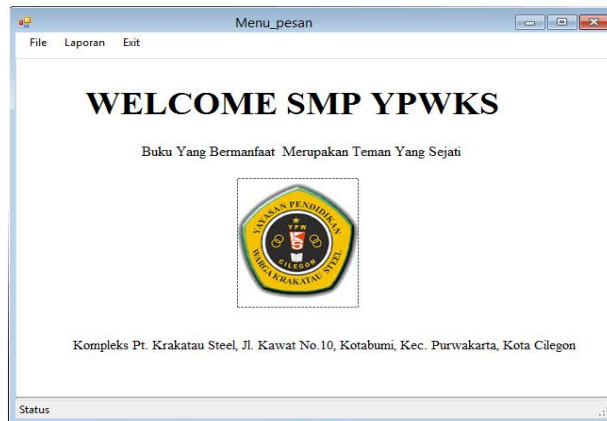 Menu_pesan
File Laporan Exit
WELCOME SMP YPWKS
Buku Yang Bermanfaat Merupakan Teman Yang Sejati
YAYASAN PENDIDIKAN
YPW
CILEGON
WARGA KRAKATAU STEEL
Kompleks Pt. Krakatau Steel, Jl. Kawat No.10, Kotabumi, Kec. Purwakarta, Kota Cilegon
Status